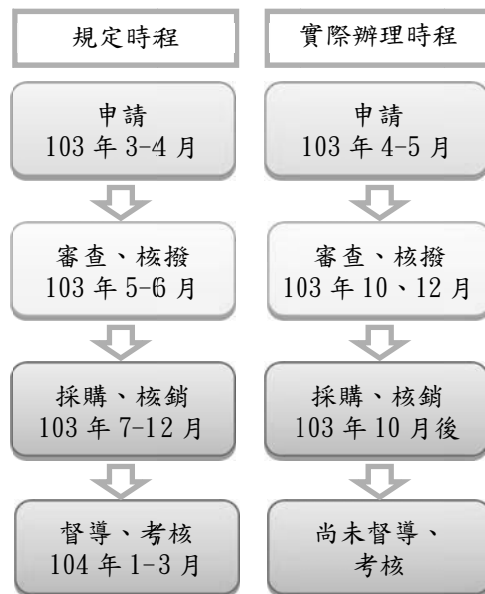 規定時程
申請
103 年 3-4 月
審查、核撥
103 年 5-6 月
採購、核銷
103 年 7-12 月
督導、考核
104 年 1-3 月
實際辦理時程
申請
103 年 4-5 月
審查、核撥
103 年 10、12 月
採購、核銷
103 年 10 月後
尚未督導、
考核